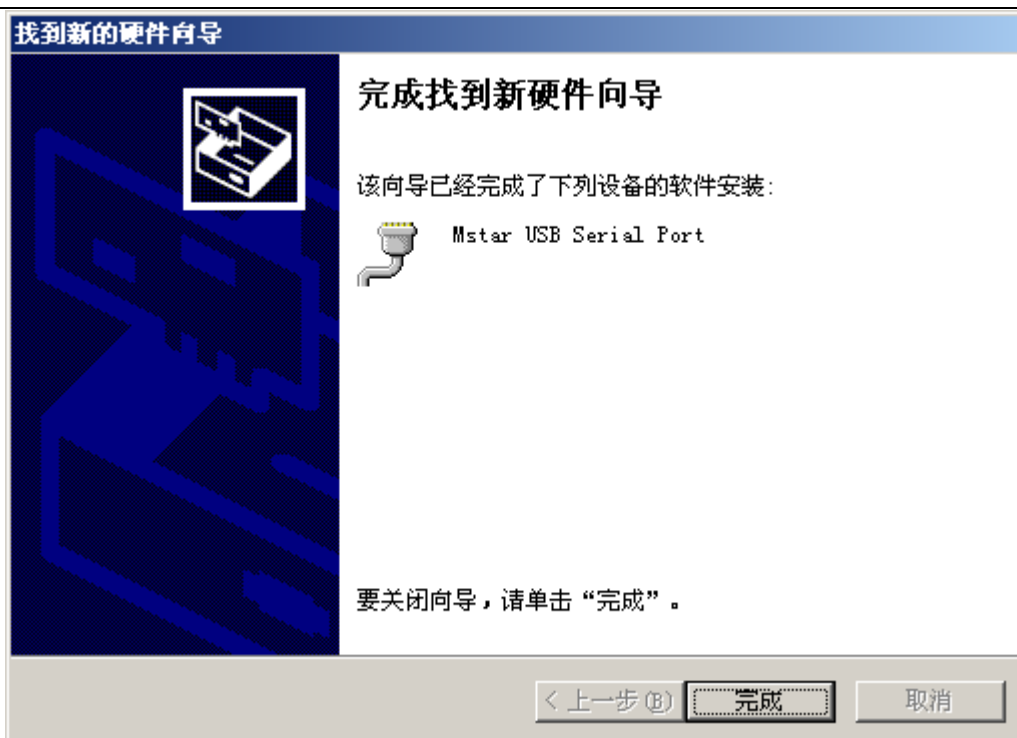 找到新的硬件向导
完成找到新硬件向导
该向导已经完成了下列设备的软件安装:
Mstar USB Serial Port
要关闭向导，请单击“完成”。
< 上一步(B)
完成
取消